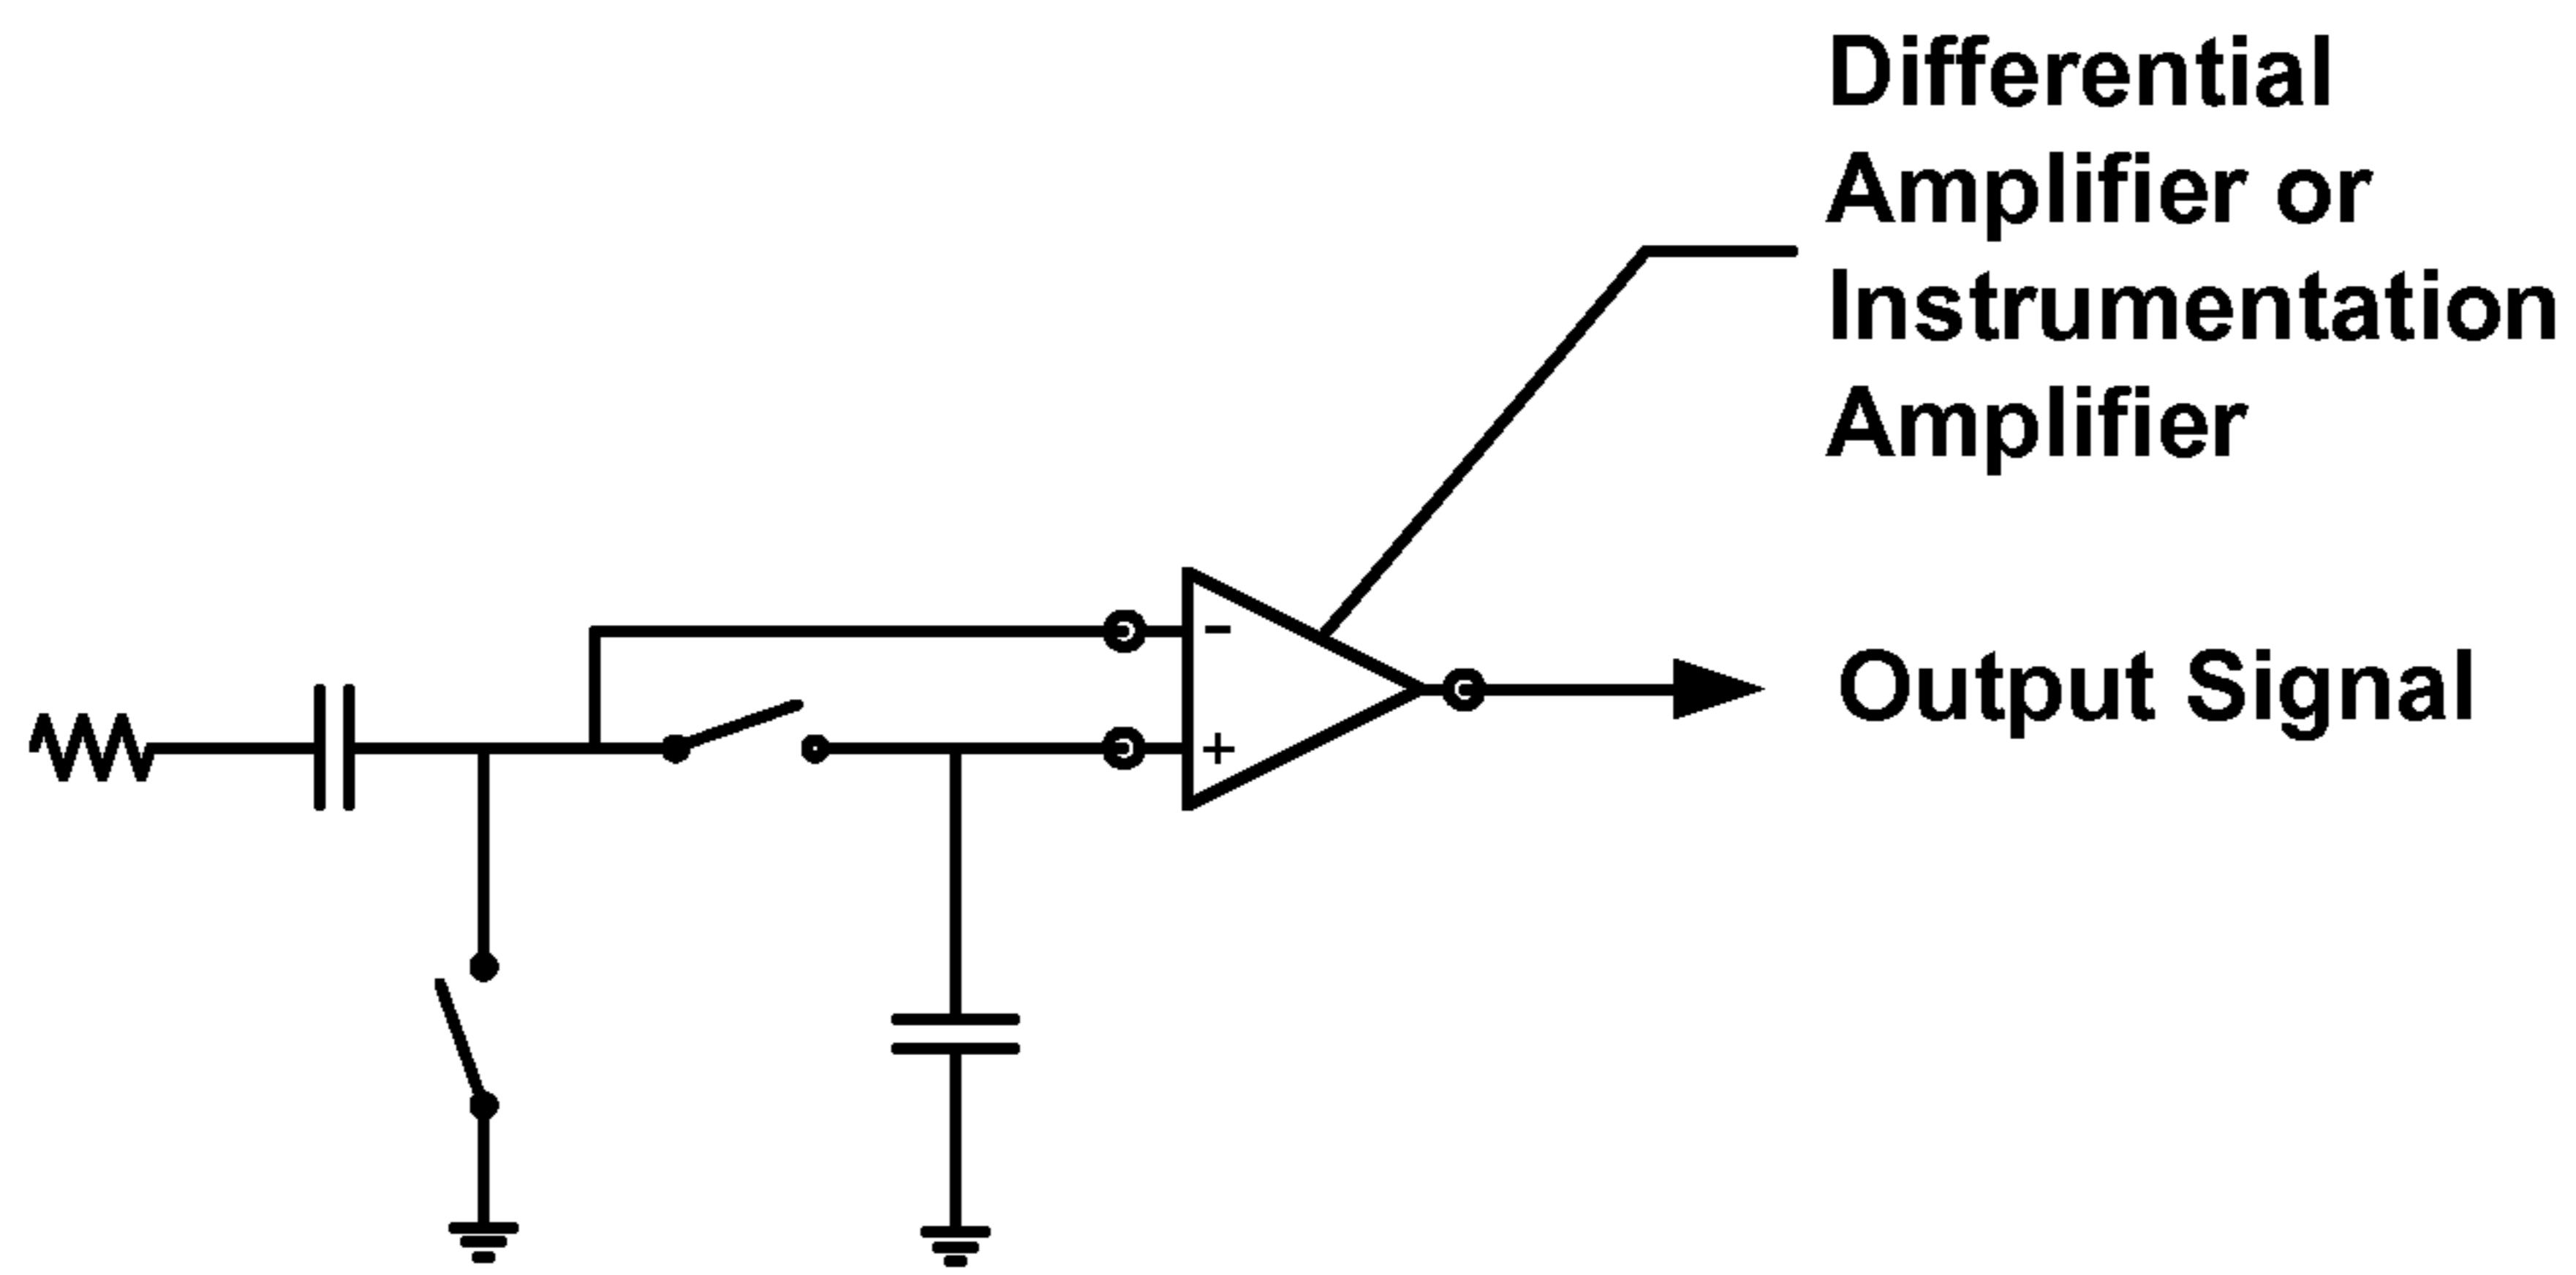 Differential
Amplifier or
Instrumentation
Amplifier
-
+
Output Signal